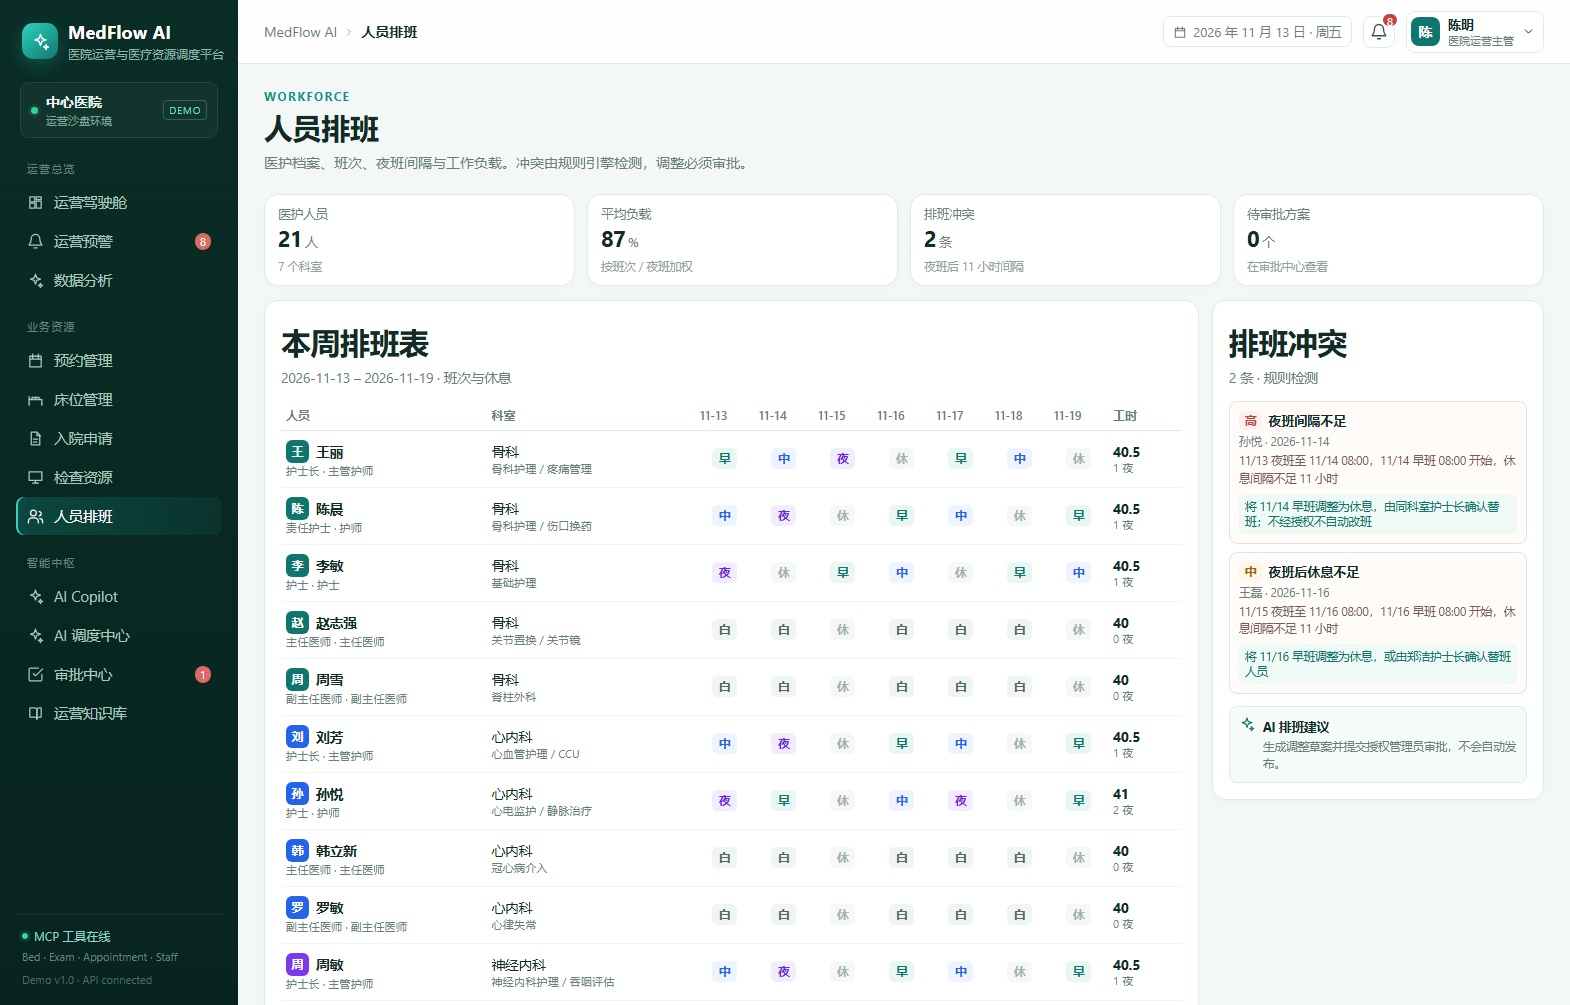 MedFlow AI
医院运营与医疗资源调度平台
中心医院
运营沙盘环境
DEMO
运营总览
运营驾驶舱
运营预警
8
数据分析
业务资源
预约管理
床位管理
入院申请
检查资源
人员排班
智能中枢
AI Copilot
AI 调度中心
审批中心
1
运营知识库
MCP 工具在线
Bed · Exam · Appointment · Staff
Demo v1.0 · API connected
MedFlow AI › 人员排班
2026 年 11 月 13 日 · 周五
8
陈
陈明
医院运营主管
WORKFORCE
人员排班
医护档案、班次、夜班间隔与工作负载。冲突由规则引擎检测，调整必须审批。
医护人员
21 人
7 个科室
平均负载
87 %
按班次 / 夜班加权
排班冲突
2 条
夜班后 11 小时间隔
待审批方案
0 个
在审批中心查看
本周排班表
2026-11-13 – 2026-11-19 · 班次与休息
人员 科室 11-13 11-14 11-15 11-16 11-17 11-18 11-19 工时
王 王丽 骨科 早 中 夜 休 早 中 休 40.5
护士长 · 主管护师 骨科护理 / 疼痛管理 1 夜
陈 陈晨 骨科 中 夜 休 早 中 休 早 40.5
责任护士 · 护师 骨科护理 / 伤口换药 1 夜
李 李敏 骨科 夜 休 早 中 休 早 中 40.5
护士 · 护士 基础护理 1 夜
赵 赵志强 骨科 白 白 休 白 白 白 休 40
主任医师 · 主任医师 关节置换 / 关节镜 0 夜
周 周雪 骨科 白 白 休 白 白 白 休 40
副主任医师 · 副主任医师 脊柱外科 0 夜
刘 刘芳 心内科 中 夜 休 早 中 休 早 40.5
护士长 · 主管护师 心血管护理 / CCU 1 夜
孙 孙悦 心内科 夜 早 休 中 夜 休 早 41
护士 · 护师 心电监护 / 静脉治疗 2 夜
韩 韩立新 心内科 白 白 休 白 白 白 休 40
主任医师 · 主任医师 冠心病介入 0 夜
罗 罗敏 心内科 白 白 休 白 白 白 休 40
副主任医师 · 副主任医师 心律失常 0 夜
周 周敏 神经内科 中 夜 休 早 中 休 早 40.5
护士长 · 主管护师 神经内科护理 / 吞咽评估 1 夜
排班冲突
2 条 · 规则检测
高 夜班间隔不足
孙悦 · 2026-11-14
11/13 夜班至 11/14 08:00，11/14 早班 08:00 开始，休
息间隔不足 11 小时
将 11/14 早班调整为休息，由同科室护士长确认替
班；不经授权不自动改班
中 夜班后休息不足
王磊 · 2026-11-16
11/15 夜班至 11/16 08:00，11/16 早班 08:00 开始，休
息间隔不足 11 小时
将 11/16 早班调整为休息，或由郑洁护士长确认替班
人员
AI 排班建议
生成调整草案并提交授权管理员审批，不会自动发
布。